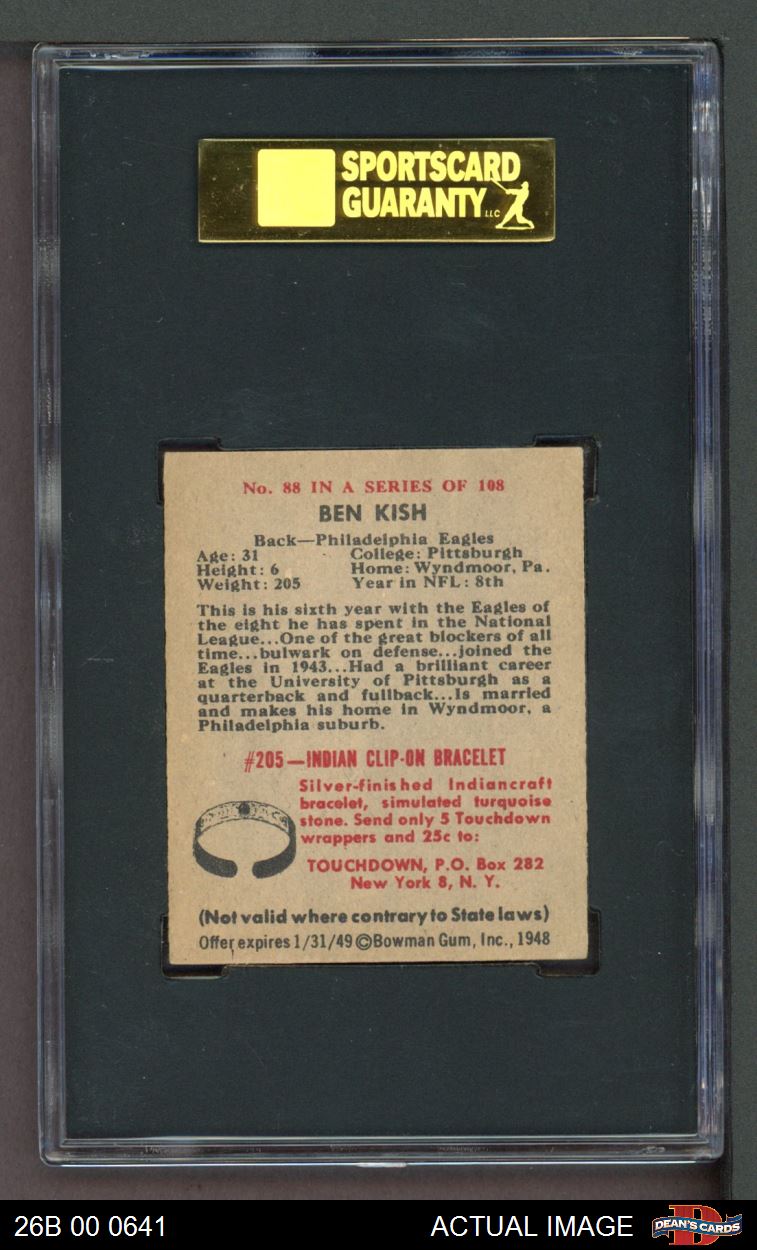 SPORTSCARD
GUARANTY LLC
No. 88 IN A SERIES OF 108
BEN KISH
Back—Philadelphia Eagles
Age: 31 College: Pittsburgh
Height: 6 Home: Wyndmoor, Pa.
Weight: 205 Year in NFL: 8th
This is his sixth year with the Eagles of
the eight he has spent in the National
League...One of the great blockers of all
time...bulwark on defense...joined the
Eagles in 1943...Had a brilliant career
at the University of Pittsburgh as a
quarterback and fullback...Is married
and makes his home in Wyndmoor, a
Philadelphia suburb.
#205—INDIAN CLIP-ON BRACELET
Silver-finished Indiancraft
bracelet, simulated turquoise
stone. Send only 5 Touchdown
wrappers and 25c to:
TOUCHDOWN, P.O. Box 282
New York 8, N. Y.
(Not valid where contrary to State laws)
Offer expires 1/31/49 ©Bowman Gum, Inc., 1948
26B 00 0641 ACTUAL IMAGE DEAN'S CARDS